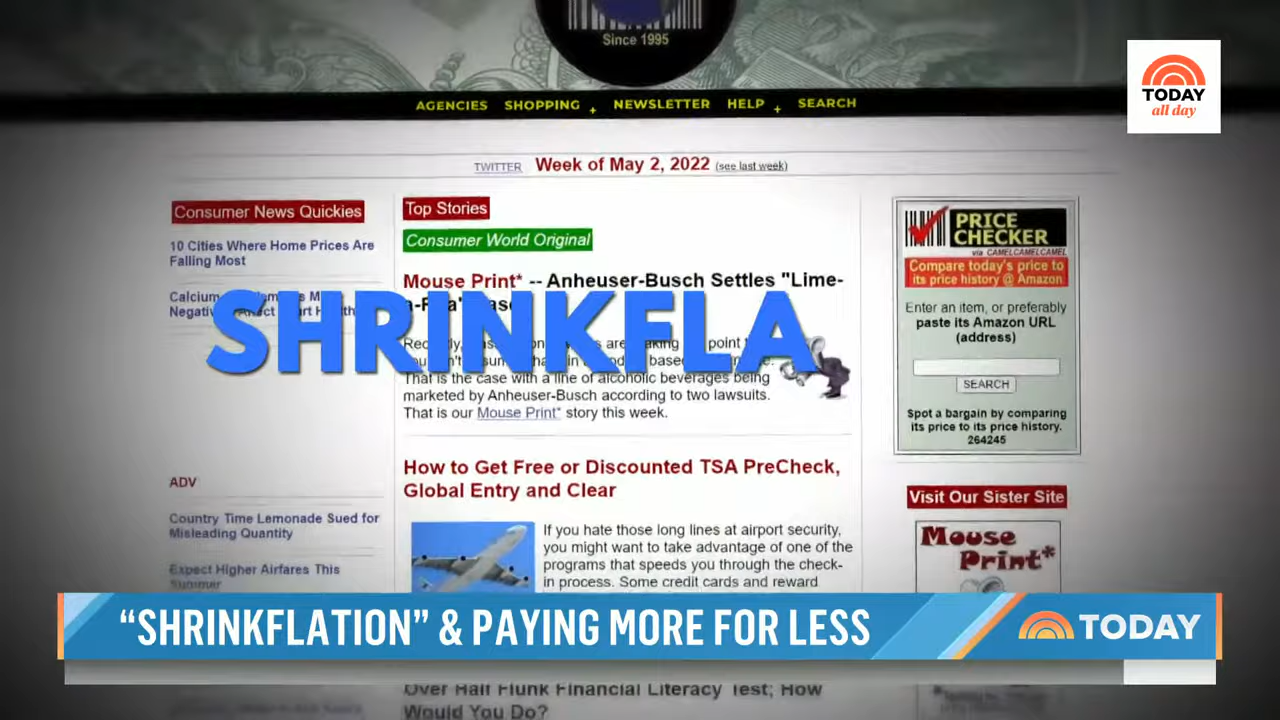 Since 1995
AGENCIES SHOPPING + NEWSLETTER HELP + SEARCH
TODAY
all day
TWITTER Week of May 2, 2022 (see last week)
Consumer News Quickies
10 Cities Where Home Prices Are
Falling Most
Calcium
SHRINKFLA
ADV
Country Time Lemonade Sued for
Misleading Quantity
Expect Higher Airfares This
Summer
Top Stories
Consumer World Original
Mouse Print* -- Anheuser-Busch Settles "Lime-
That is the case with a line of alcoholic beverages being
marketed by Anheuser-Busch according to two lawsuits.
That is our Mouse Print* story this week.
How to Get Free or Discounted TSA PreCheck,
Global Entry and Clear
If you hate those long lines at airport security,
you might want to take advantage of one of the
programs that speeds you through the check-
in process. Some credit cards and reward
PRICE
CHECKER
via CAMELCAMELCAMEL
Compare today's price to
its price history @ Amazon
Enter an item, or preferably
paste its Amazon URL
(address)
SEARCH
Spot a bargain by comparing
its price to its price history.
264245
Visit Our Sister Site
Mouse
Print*
“SHRINKFLATION” & PAYING MORE FOR LESS
TODAY
Over Half Flunk Financial Literacy Test; How
Would You Do?